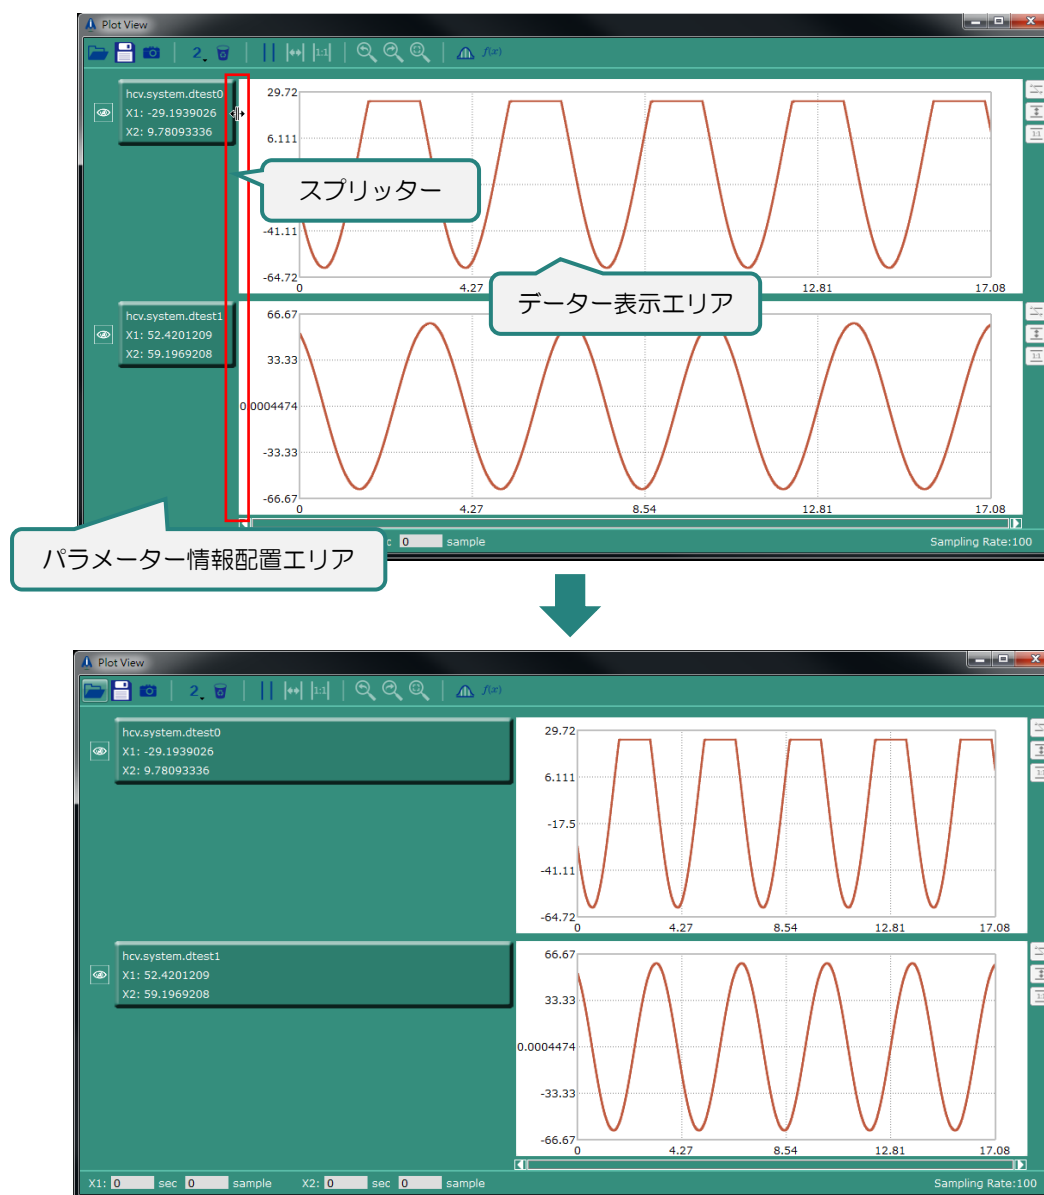 Plot View
2
1:1
f(x)
hcv.system.dtest0
X1: -29.1939026
X2: 9.78093336
29.72
6.111
-41.11
-64.72
0
4.27
12.81
17.08
1:1
スプリッター
データー表示エリア
hcv.system.dtest1
X1: 52.4201209
X2: 59.1969208
66.67
33.33
0.0004474
-33.33
-66.67
0
4.27
8.54
12.81
17.08
1:1
パラメーター情報配置エリア
0
sample
Sampling Rate:100
Plot View
2
1:1
f(x)
hcv.system.dtest0
X1: -29.1939026
X2: 9.78093336
29.72
6.111
-17.5
-41.11
-64.72
0
4.27
8.54
12.81
17.08
hcv.system.dtest1
X1: 52.4201209
X2: 59.1969208
66.67
33.33
0.0004474
-33.33
-66.67
0
4.27
8.54
12.81
17.08
X1: 0 sec 0 sample X2: 0 sec 0 sample
Sampling Rate:100